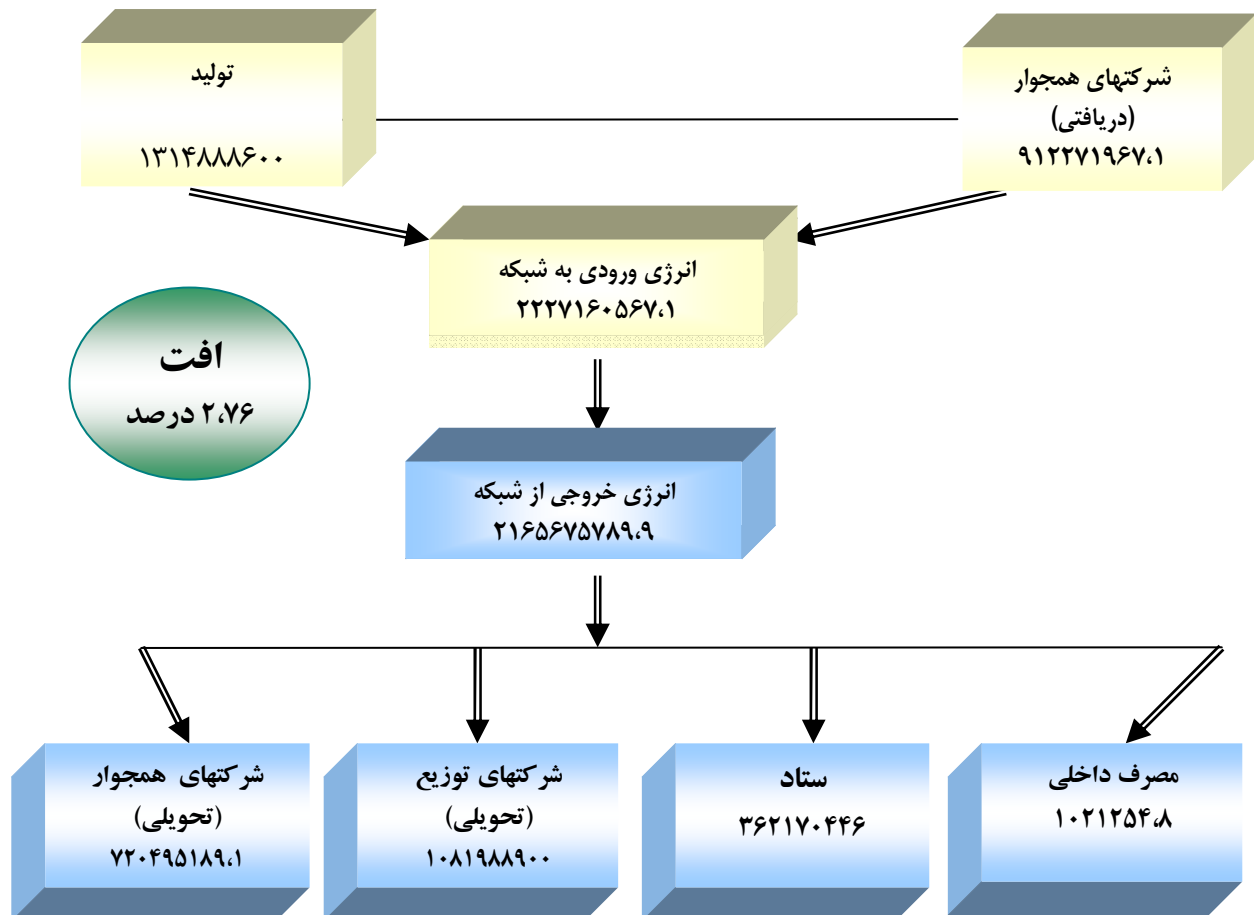 تولید
۱۳۱۴۸۸۸۶۰۰
شرکتهای همجوار
(دریافتی)
۹۱۲۲۷۱۹۶۷،۱
انرژی ورودی به شبکه
۲۲۲۷۱۶۰۵۶۷،۱
افت
۲،۷۶ درصد
انرژی خروجی از شبکه
۲۱۶۵۶۷۵۷۸۹،۹
مصرف داخلی
۱۰۲۱۲۵۴،۸
ستاد
۳۶۲۱۷۰۴۴۶
شرکتهای توزیع
(تحویلی)
۱۰۸۱۹۸۸۹۰۰
شرکتهای همجوار
(تحویلی)
۷۲۰۴۹۵۱۸۹،۱